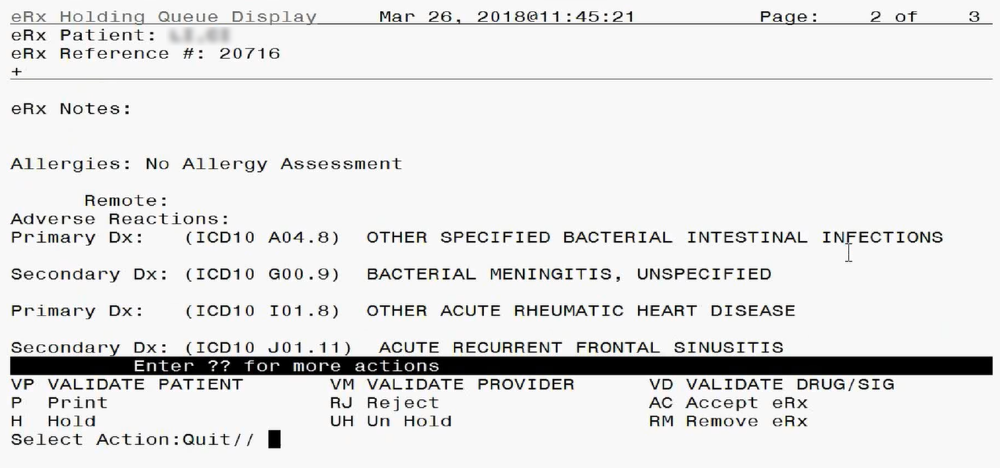 eRx Holding Queue Display Mar 26, 2018@11:45:21 Page: 2 of 3
eRx Patient:
eRx Reference #: 20716
+
eRx Notes:
Allergies: No Allergy Assessment
Remote:
Adverse Reactions:
Primary Dx: (ICD10 A04.8) OTHER SPECIFIED BACTERIAL INTESTINAL INFECTIONS
Secondary Dx: (ICD10 G00.9) BACTERIAL MENINGITIS, UNSPECIFIED
Primary Dx: (ICD10 I01.8) OTHER ACUTE RHEUMATIC HEART DISEASE
Secondary Dx: (ICD10 J01.11) ACUTE RECURRENT FRONTAL SINUSITIS
Enter ?? for more actions
VP VALIDATE PATIENT VM VALIDATE PROVIDER VD VALIDATE DRUG/SIG
P Print RJ Reject AC Accept eRx
H Hold UH Un Hold RM Remove eRx
Select Action:Quit//